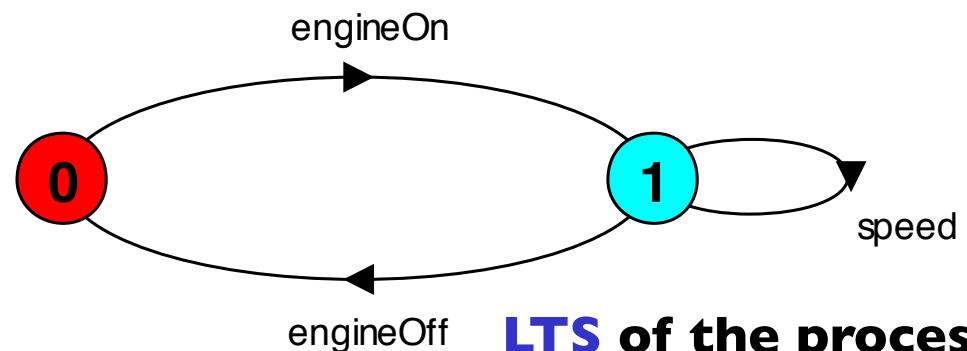 engineOn
0
1
speed
engineOff
LTS of the proces